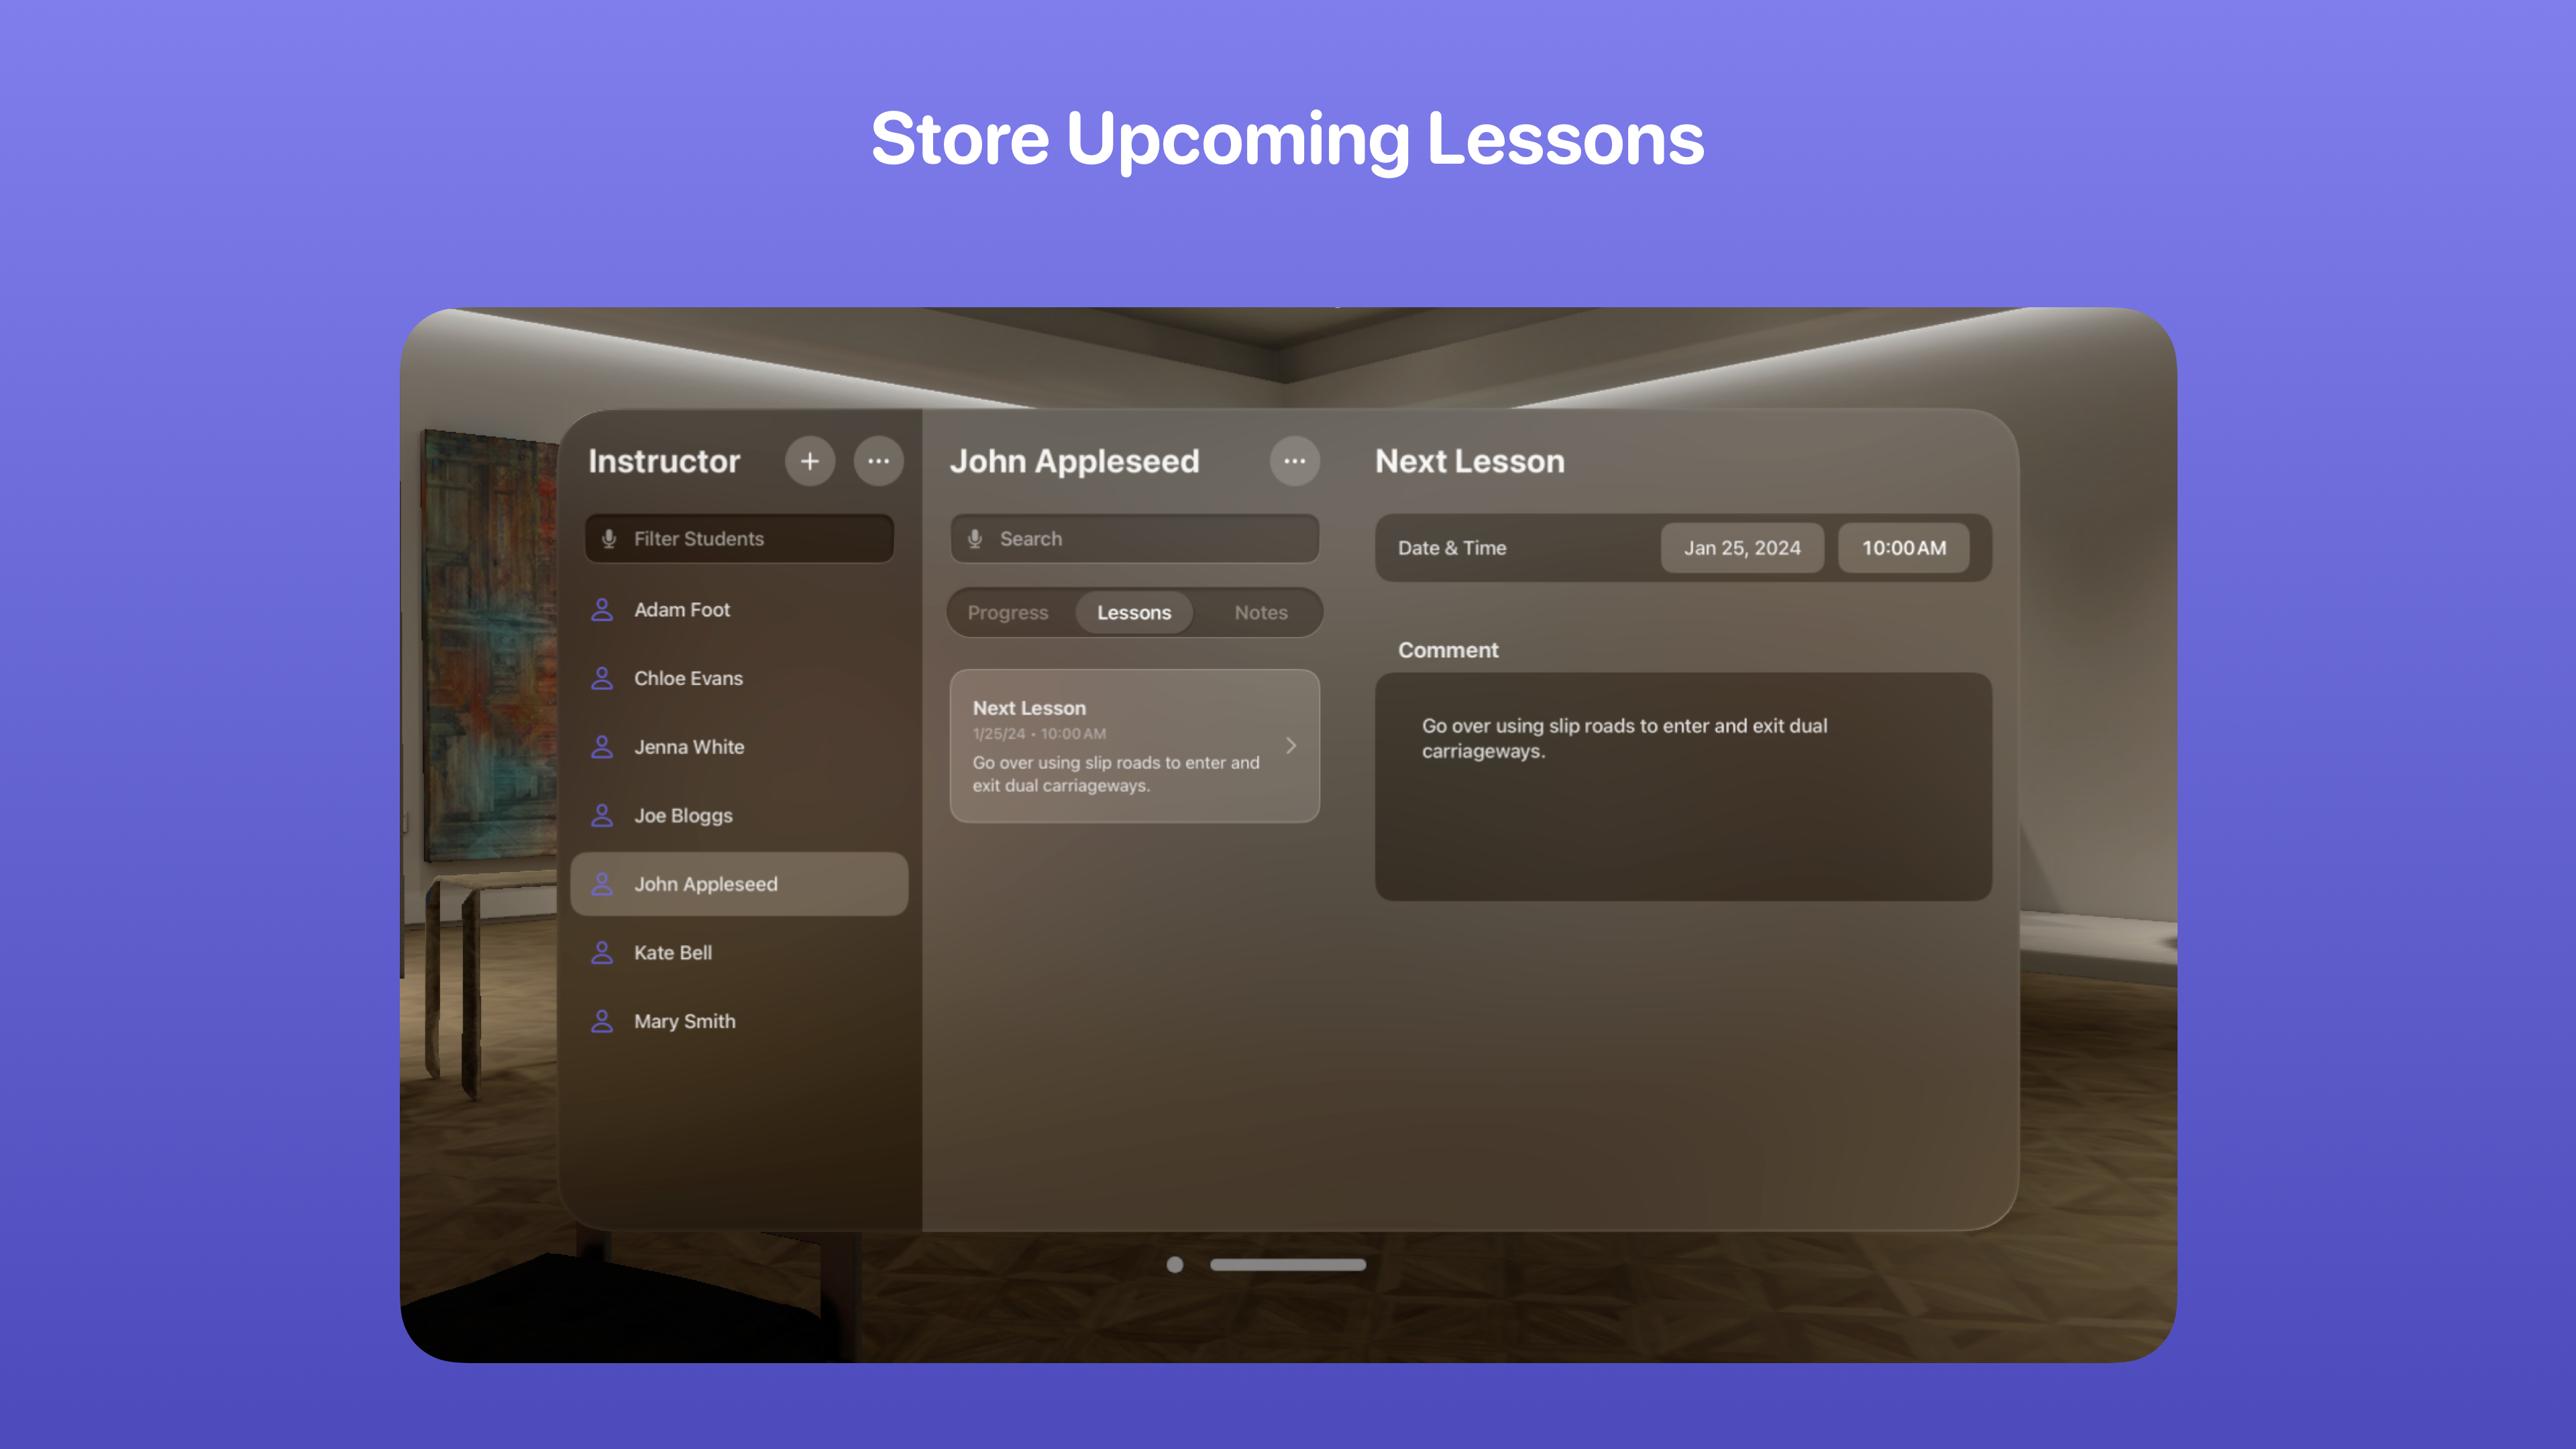 Store Upcoming Lessons
Instructor
Filter Students
Adam Foot
Chloe Evans
Jenna White
Joe Bloggs
John Appleseed
Kate Bell
Mary Smith
John Appleseed
Search
Progress Lessons Notes
Next Lesson
1/25/24 • 10:00 AM
Go over using slip roads to enter and
exit dual carriageways.
Next Lesson
Date & Time Jan 25, 2024 10:00 AM
Comment
Go over using slip roads to enter and exit dual
carriageways.